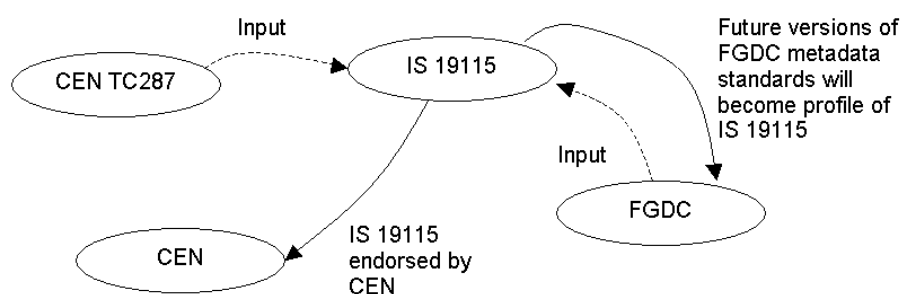 Input
CEN TC287
IS 19115
Future versions of
FGDC metadata
standards will
become profile of
IS 19115
Input
FGDC
CEN
IS 19115
endorsed by
CEN